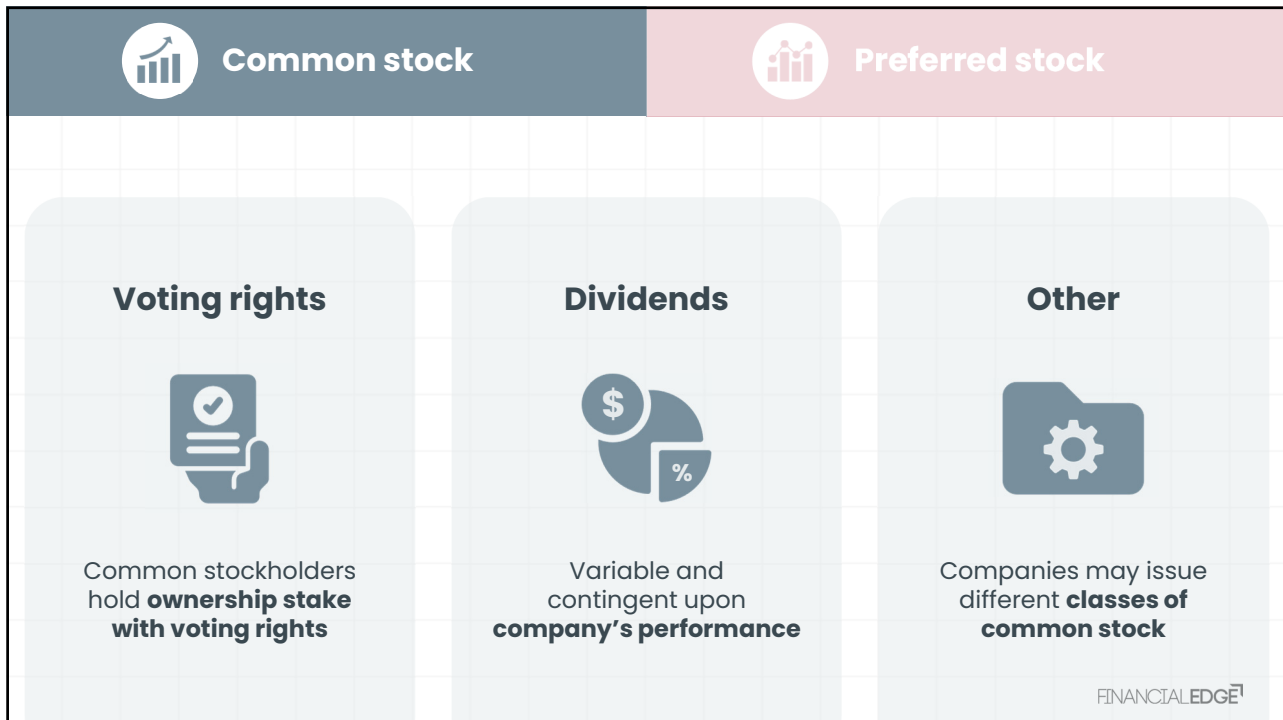 Common stock
Preferred stock
Voting rights
Common stockholders
hold ownership stake
with voting rights
Dividends
$
%
Variable and
contingent upon
company's performance
Other
Companies may issue
different classes of
common stock
FINANCIALEDGE